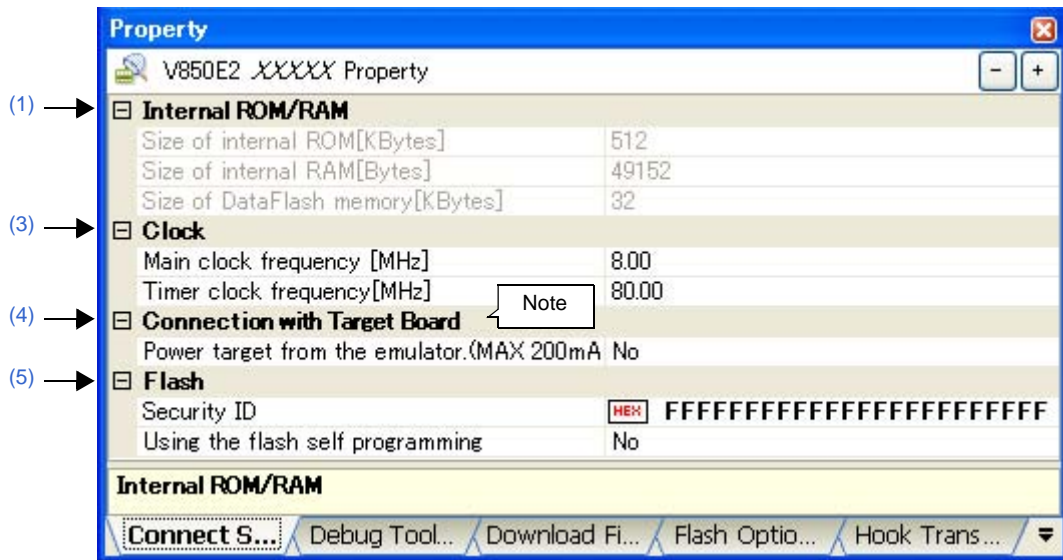 Property
V850E2 XXXXX Property
- +
(1) Internal ROM/RAM
Size of internal ROM[KBytes] 512
Size of internal RAM[Bytes] 49152
Size of DataFlash memory[KBytes] 32
(3) Clock
Main clock frequency [MHz] 8.00
Timer clock frequency[MHz] 80.00
Note
(4) Connection with Target Board
Power target from the emulator.(MAX 200mA No
(5) Flash
Security ID HEX FFFFFFFFFFFFFFFFFFFFFFFF
Using the flash self programming No
Internal ROM/RAM
Connect S... Debug Tool... Download Fi... Flash Optio... Hook Trans...